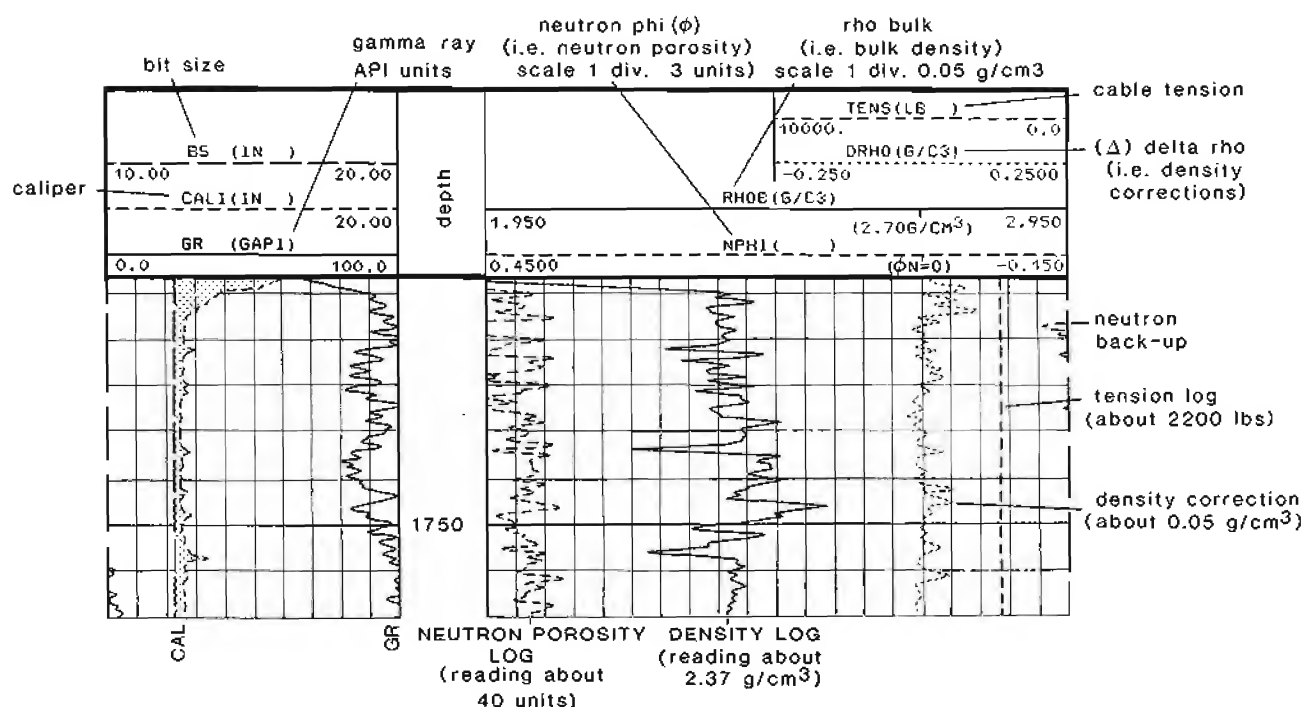 bit size
gamma ray
API units
neutron phi (ϕ)
(i.e. neutron porosity)
scale 1 div. 3 units)
rho bulk
(i.e. bulk density)
scale 1 div. 0.05 g/cm3
cable tension
(Δ) delta rho
(i.e. density
corrections)
caliper
BS (IN )
10.00 20.00
CALI(IN )
20.00
GR (GAPI)
0.0 100.0
depth
TENS(LB )
10000. 0.0
DRHO(G/C3)
-0.250 0.2500
RHOB(G/C3)
1.950 (2.70G/CM³) 2.950
NPHI( )
0.4500 (ϕN=0) -0.150
neutron
back-up
tension log
(about 2200 lbs)
density correction
(about 0.05 g/cm³)
1750
CAL
GR
NEUTRON POROSITY
LOG
(reading about
40 units)
DENSITY LOG
(reading about
2.37 g/cm³)